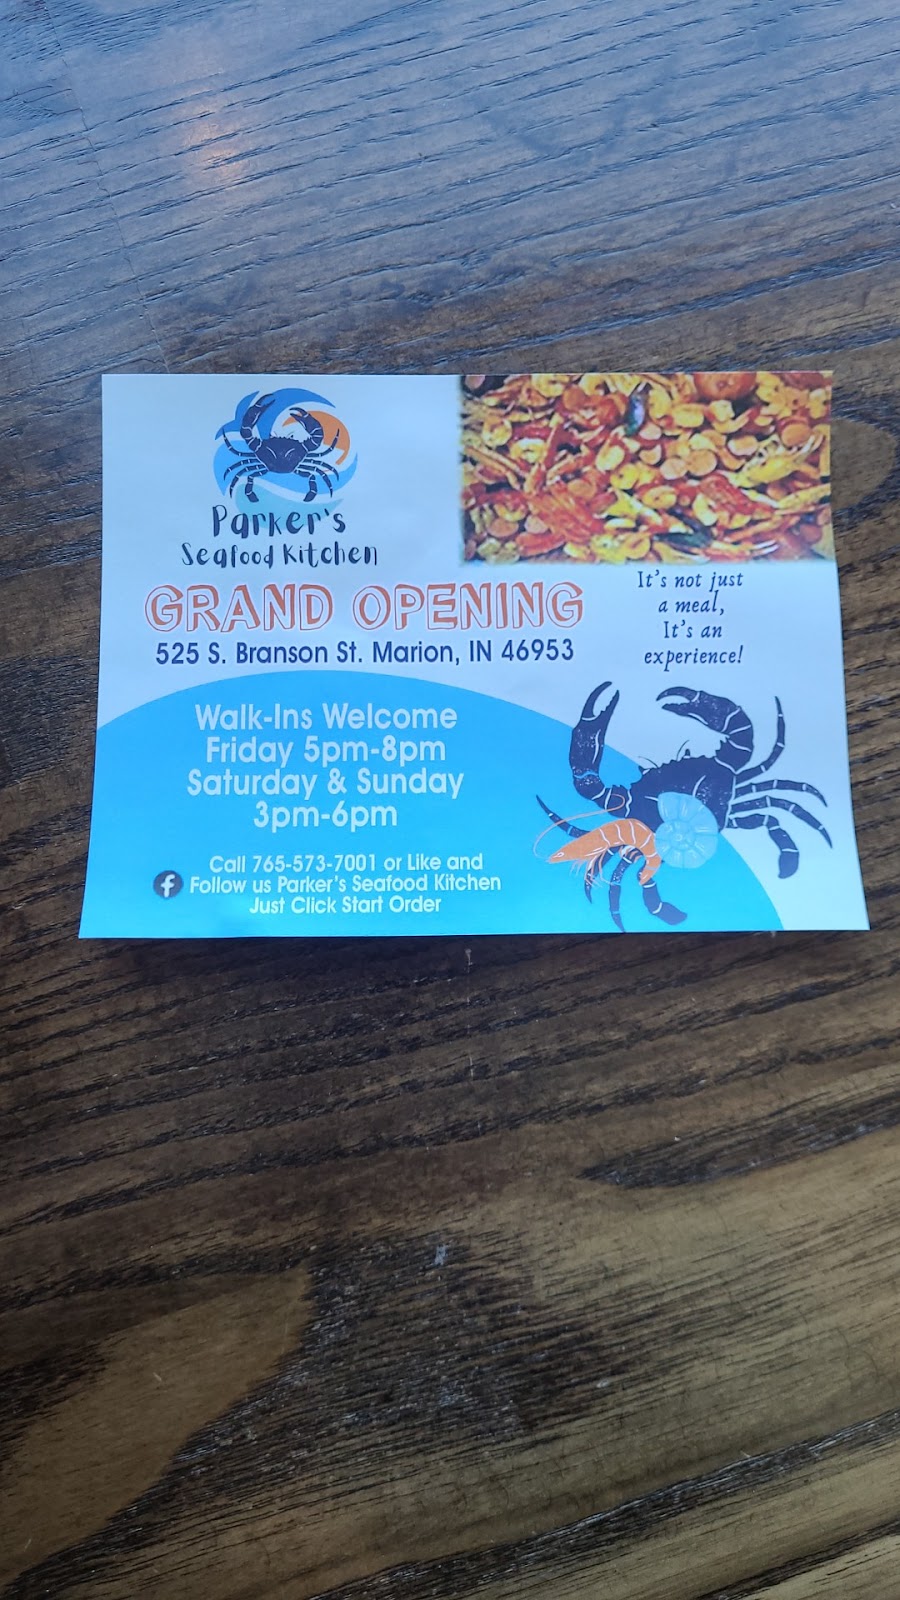 Parker's
Seafood Kitchen
GRAND OPENING
525 S. Branson St. Marion, IN 46953
It's not just
a meal,
It's an
experience!
Walk-Ins Welcome
Friday 5pm-8pm
Saturday & Sunday
3pm-6pm
Call 765-573-7001 or Like and
Follow us Parker's Seafood Kitchen
Just Click Start Order